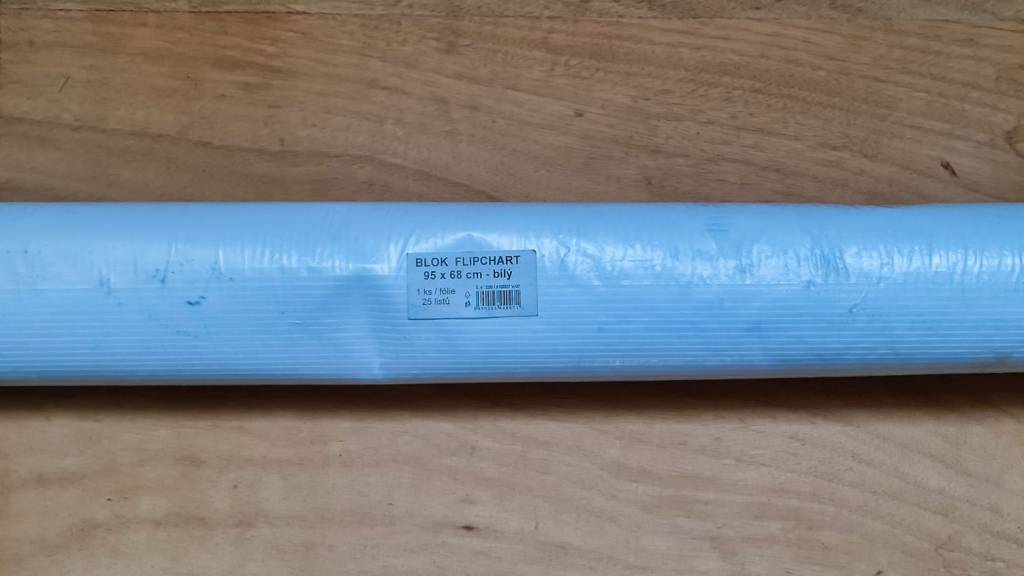 BLOK FLIPCHART
95 x 68 cm - bílý
1 ks / fólie
25 listů